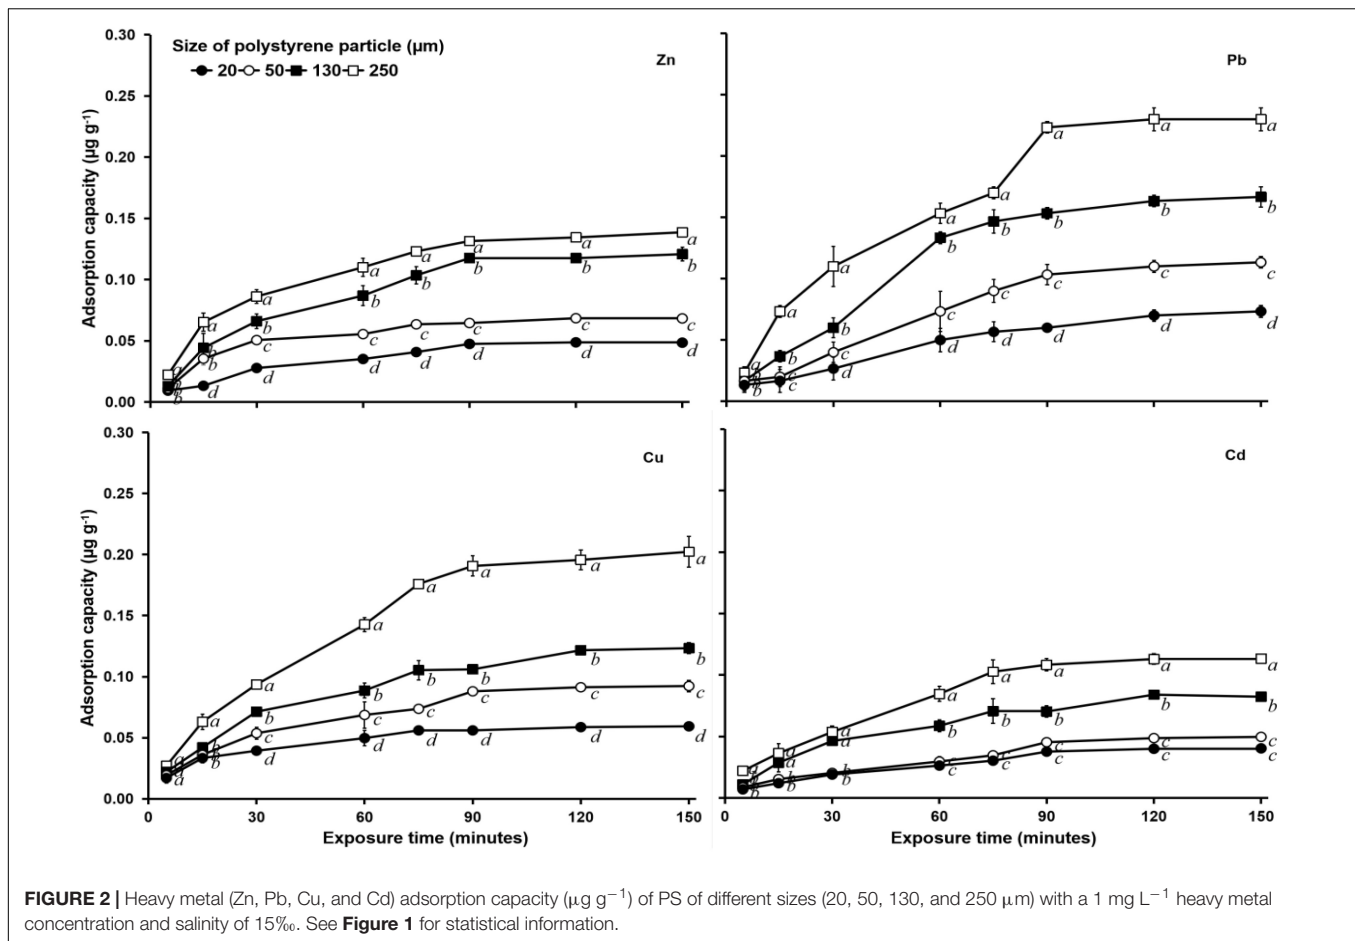 0.30
0.25
0.20
0.15
0.10
0.05
0.00
Adsorption capacity (µg g-1)
Size of polystyrene particle (µm)
20 50 130 250
Zn
a a a a a a
b b b b b b
c c c c c c
d d d d d d d
Pb
a a a a a a a a
b b b b b b b
c c c c c c c
d d d d d d
0.30
0.25
0.20
0.15
0.10
0.05
0.00
Adsorption capacity (µg g-1)
Cu
a a a a a a a
b b b b b b
c c c c c c
d d d d d d
0 30 60 90 120 150
Exposure time (minutes)
Cd
a a a a a a a
b b b b b
c c c c c
c c c c c
0 30 60 90 120 150
Exposure time (minutes)
FIGURE 2 | Heavy metal (Zn, Pb, Cu, and Cd) adsorption capacity (µg g−1) of PS of different sizes (20, 50, 130, and 250 µm) with a 1 mg L−1 heavy metal
concentration and salinity of 15‰. See Figure 1 for statistical information.